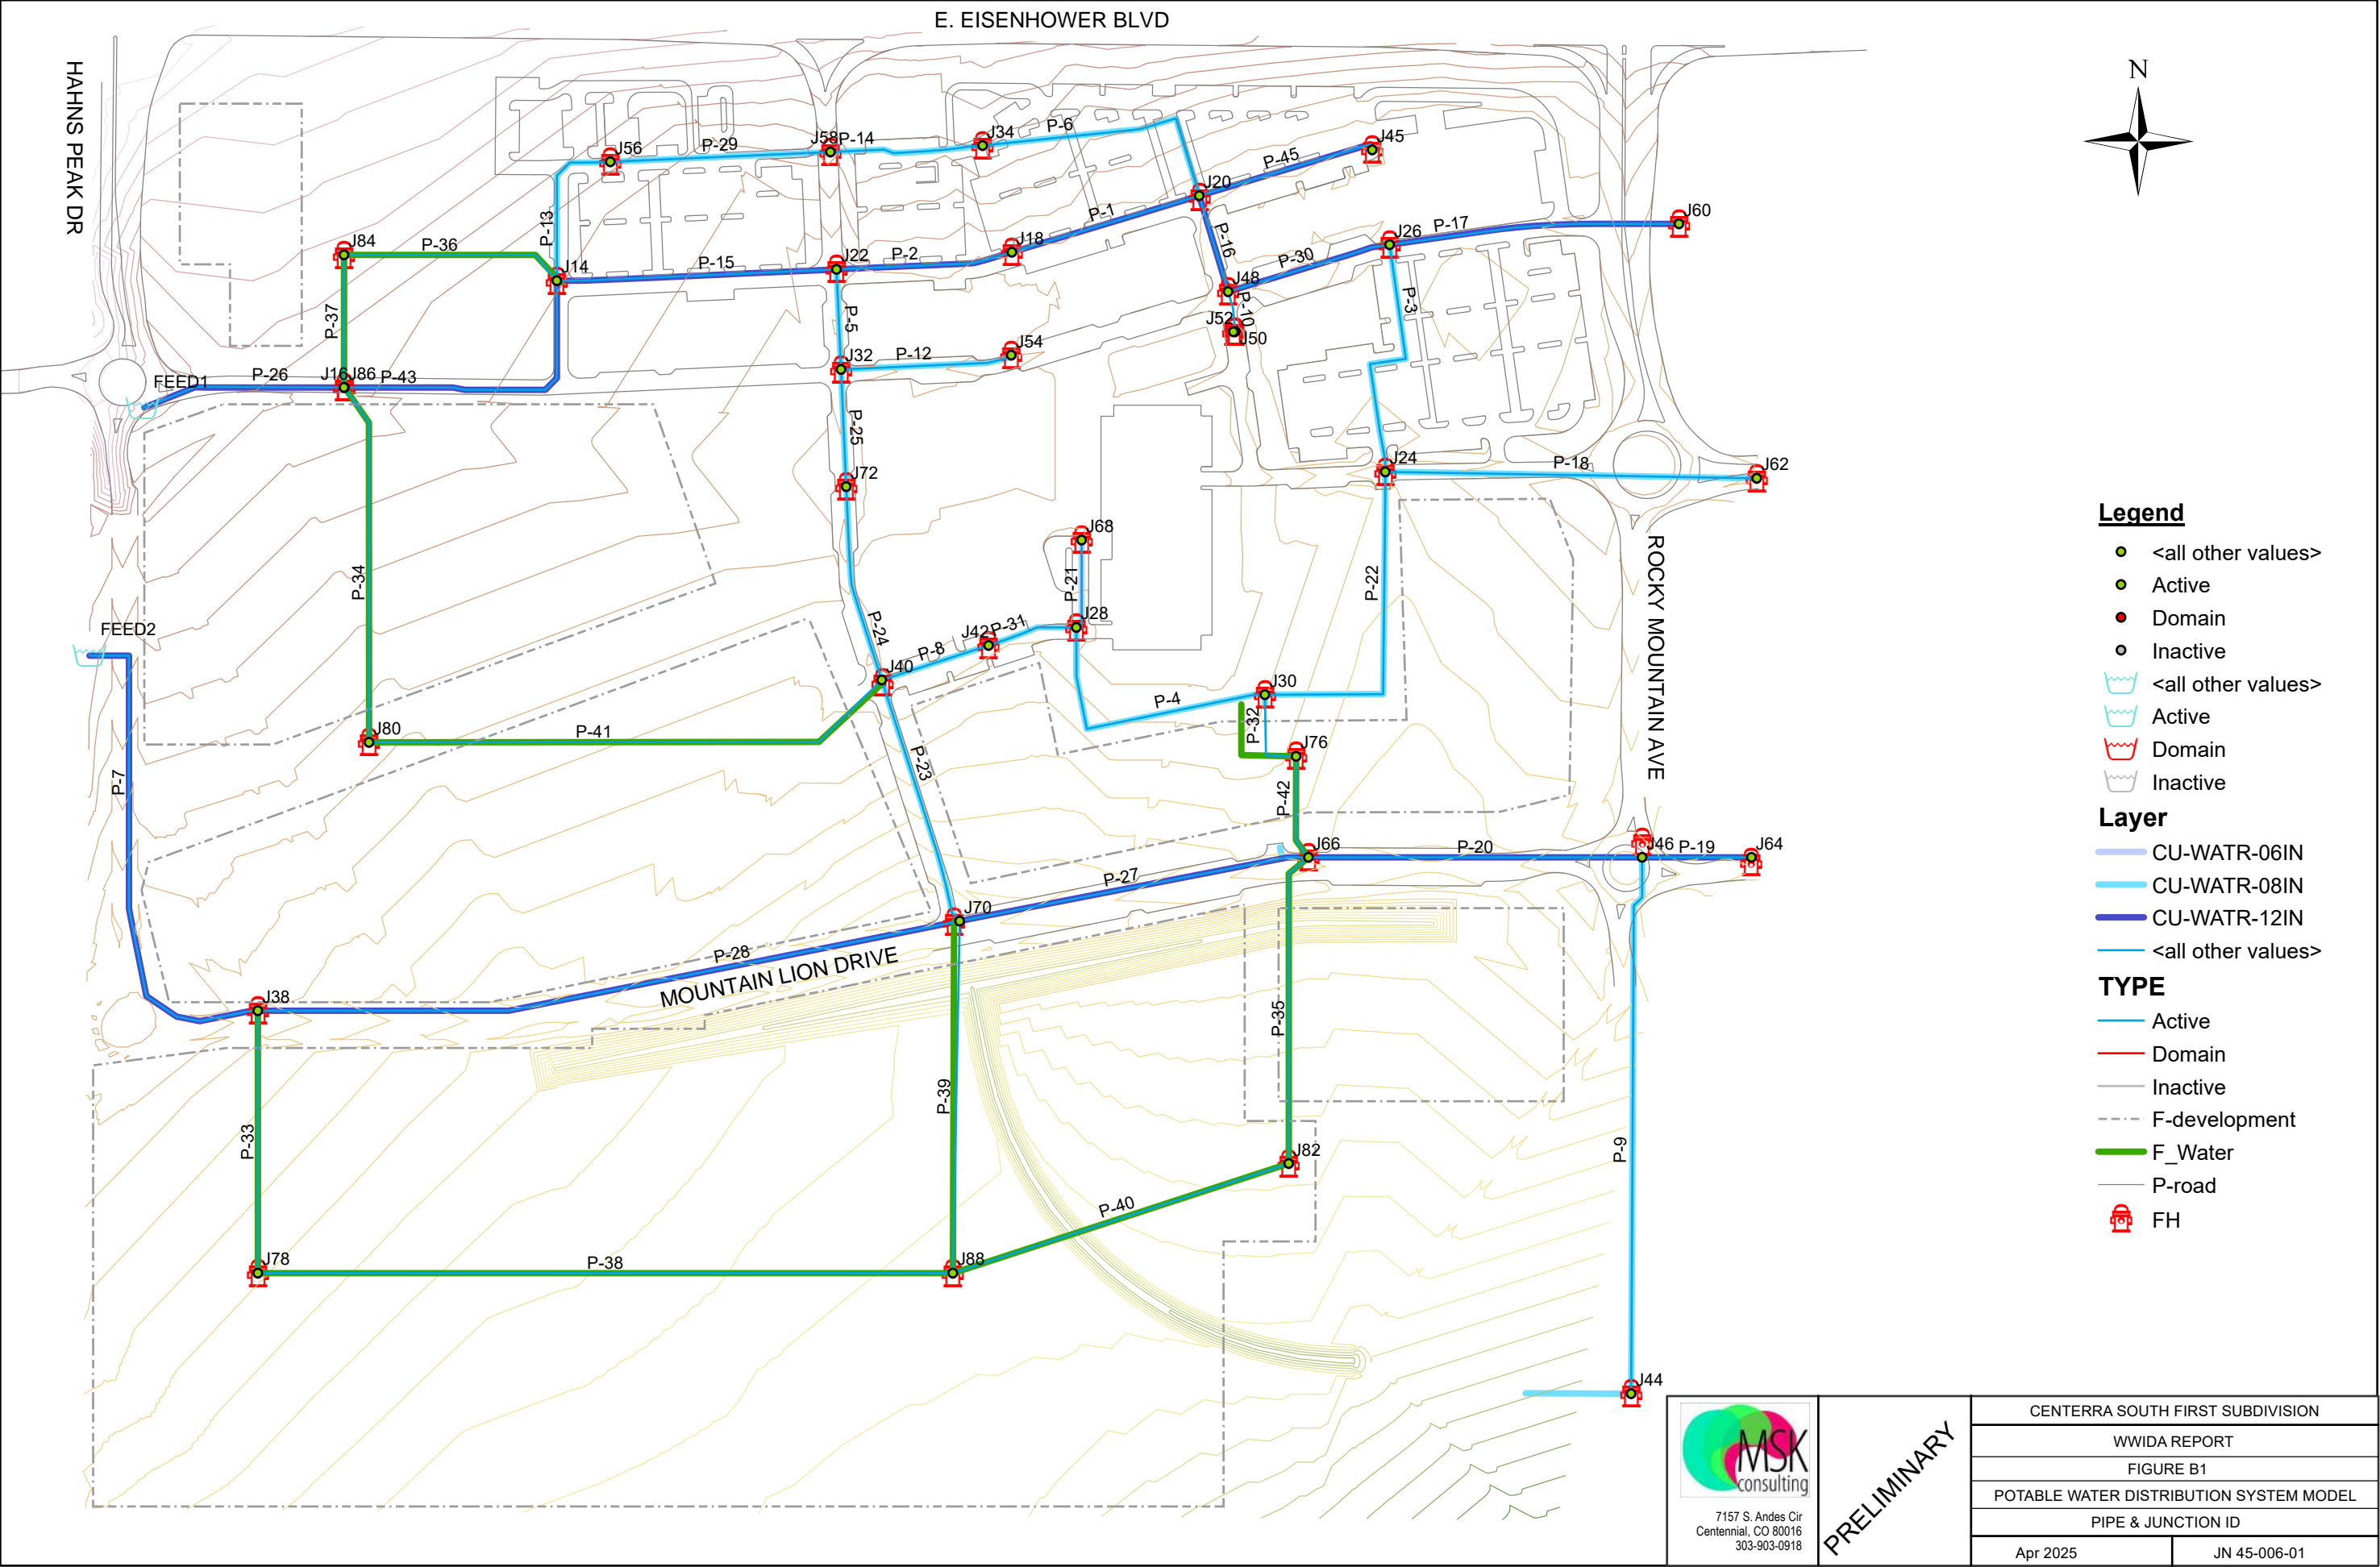 E. EISENHOWER BLVD
HAHNS PEAK DR
N
J56
P-29
J58
P-14
J34
P-6
J45
P-45
J20
P-13
P-1
P-16
J60
P-17
J26
J84
P-36
J14
P-15
J22
P-2
J18
P-30
J48
P-10
P-3
J52
J50
P-37
P-5
J54
P-12
J32
FEED1
P-26
J16
J86
P-43
P-25
J72
J24
P-18
J62
J68
ROCKY MOUNTAIN AVE
P-34
P-21
P-22
FEED2
P-24
J42
P-31
J28
P-8
J40
J30
P-4
P-32
J80
P-41
P-23
J76
P-7
P-42
J66
P-20
J46
P-19
J64
P-27
J70
P-28
MOUNTAIN LION DRIVE
J38
P-35
P-39
P-33
P-9
J82
P-40
J78
P-38
J88
J44
Legend
<all other values>
Active
Domain
Inactive
<all other values>
Active
Domain
Inactive
Layer
CU-WATR-06IN
CU-WATR-08IN
CU-WATR-12IN
<all other values>
TYPE
Active
Domain
Inactive
F-development
F_Water
P-road
FH
MSK
consulting
7157 S. Andes Cir
Centennial, CO 80016
303-903-0918
PRELIMINARY
CENTERRA SOUTH FIRST SUBDIVISION
WWIDA REPORT
FIGURE B1
POTABLE WATER DISTRIBUTION SYSTEM MODEL
PIPE & JUNCTION ID
Apr 2025
JN 45-006-01